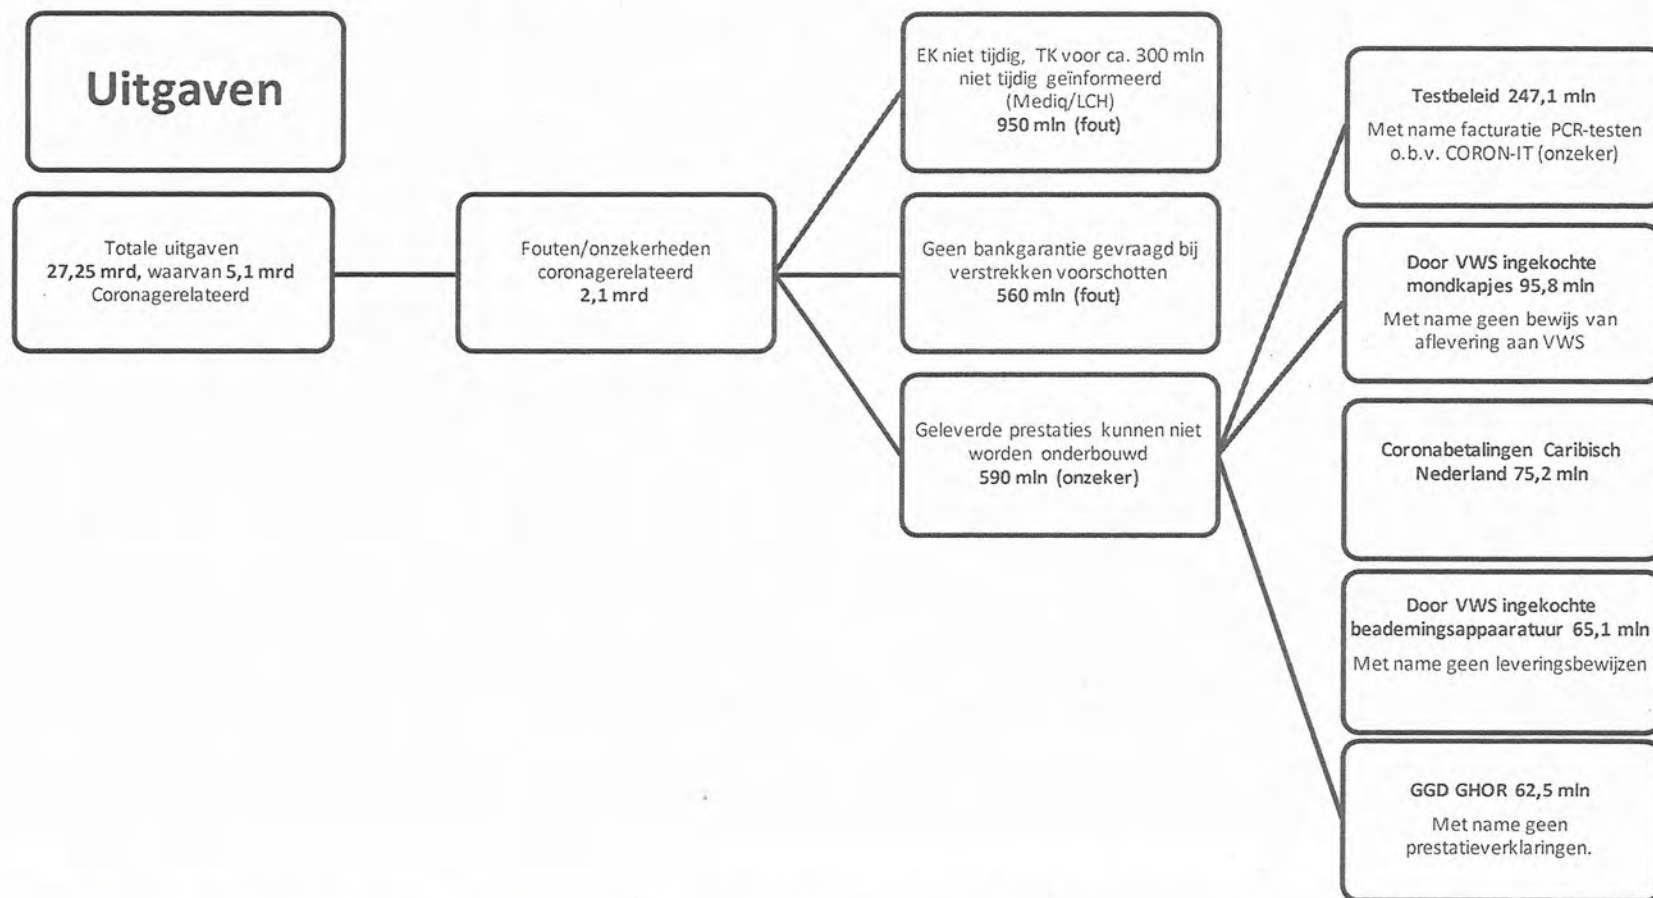 Uitgaven
Totale uitgaven
27,25 mrd, waarvan 5,1 mrd
Coronagerelateerd
Fouten/onzekerheden
coronagerelateerd
2,1 mrd
EK niet tijdig, TK voor ca. 300 mln
niet tijdig geïnformeerd
(Mediq/LCH)
950 mln (fout)
Geen bankgarantie gevraagd bij
verstrekken voorschotten
560 mln (fout)
Geleverde prestaties kunnen niet
worden onderbouwd
590 mln (onzeker)
Testbeleid 247,1 mln
Met name facturatie PCR-testen
o.b.v. CORON-IT (onzeker)
Door VWS ingekochte
mondkapjes 95,8 mln
Met name geen bewijs van
aflevering aan VWS
Coronabetalingen Caribisch
Nederland 75,2 mln
Door VWS ingekochte
beademingsappaaratuur 65,1 mln
Met name geen leveringsbewijzen
GGD GHOR 62,5 mln
Met name geen
prestatieverklaringen.